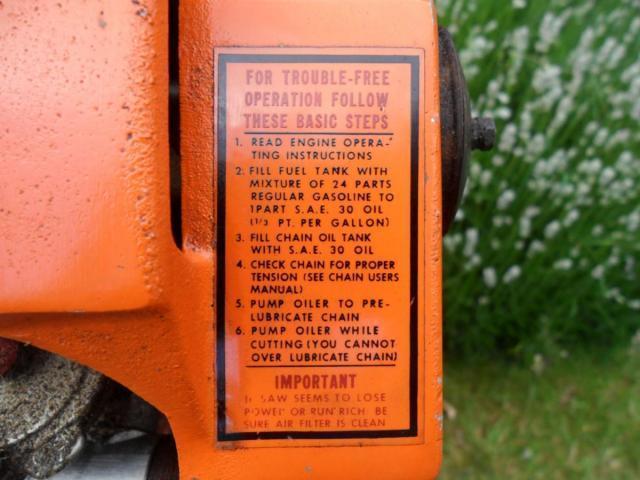 FOR TROUBLE-FREE
OPERATION FOLLOW
THESE BASIC STEPS
1. READ ENGINE OPERA-
TING INSTRUCTIONS
2. FILL FUEL TANK WITH
MIXTURE OF 24 PARTS
REGULAR GASOLINE TO
1 PART S.A.E. 30 OIL
(1/3 PT. PER GALLON)
3. FILL CHAIN OIL TANK
WITH S.A.E. 30 OIL
4. CHECK CHAIN FOR PROPER
TENSION (SEE CHAIN USERS
MANUAL)
5. PUMP OILER TO PRE-
LUBRICATE CHAIN
6. PUMP OILER WHILE
CUTTING (YOU CANNOT
OVER LUBRICATE CHAIN)
IMPORTANT
IF SAW SEEMS TO LOSE
POWER OR RUN RICH BE
SURE AIR FILTER IS CLEAN